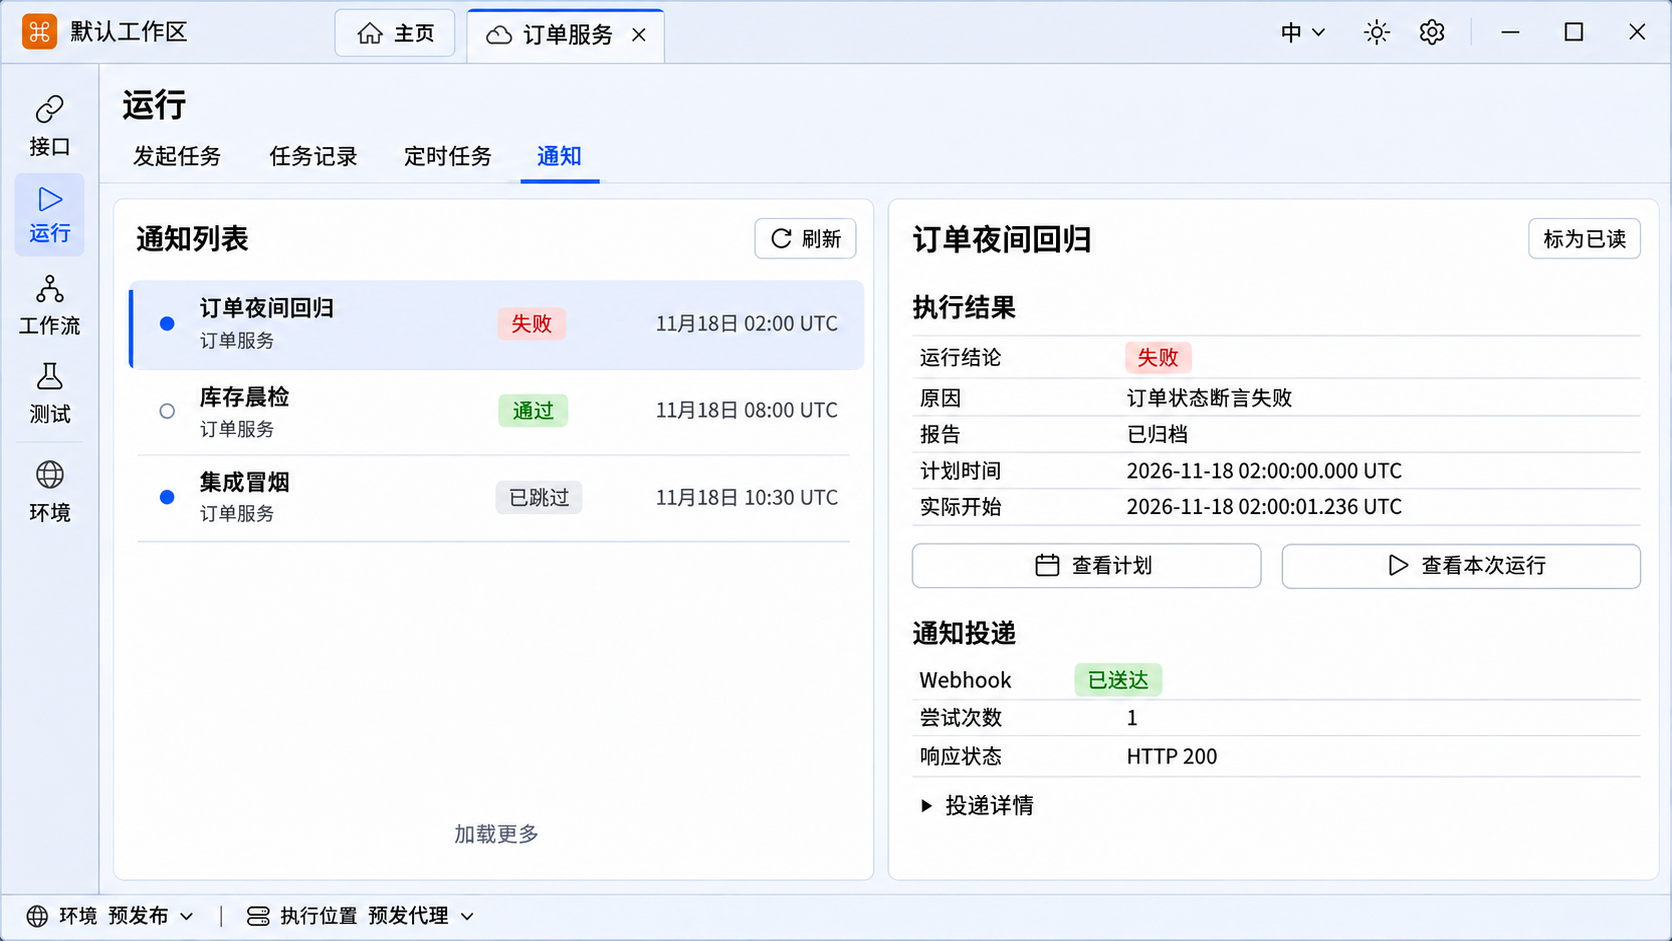 默认工作区
主页
订单服务
中
接口
运行
工作流
测试
环境
运行
发起任务 任务记录 定时任务 通知
通知列表
刷新
订单夜间回归
订单服务
失败
11月18日 02:00 UTC
库存晨检
订单服务
通过
11月18日 08:00 UTC
集成冒烟
订单服务
已跳过
11月18日 10:30 UTC
加载更多
订单夜间回归
标为已读
执行结果
运行结论 失败
原因 订单状态断言失败
报告 已归档
计划时间 2026-11-18 02:00:00.000 UTC
实际开始 2026-11-18 02:00:01.236 UTC
查看计划
查看本次运行
通知投递
Webhook 已送达
尝试次数 1
响应状态 HTTP 200
投递详情
环境 预发布
执行位置 预发代理